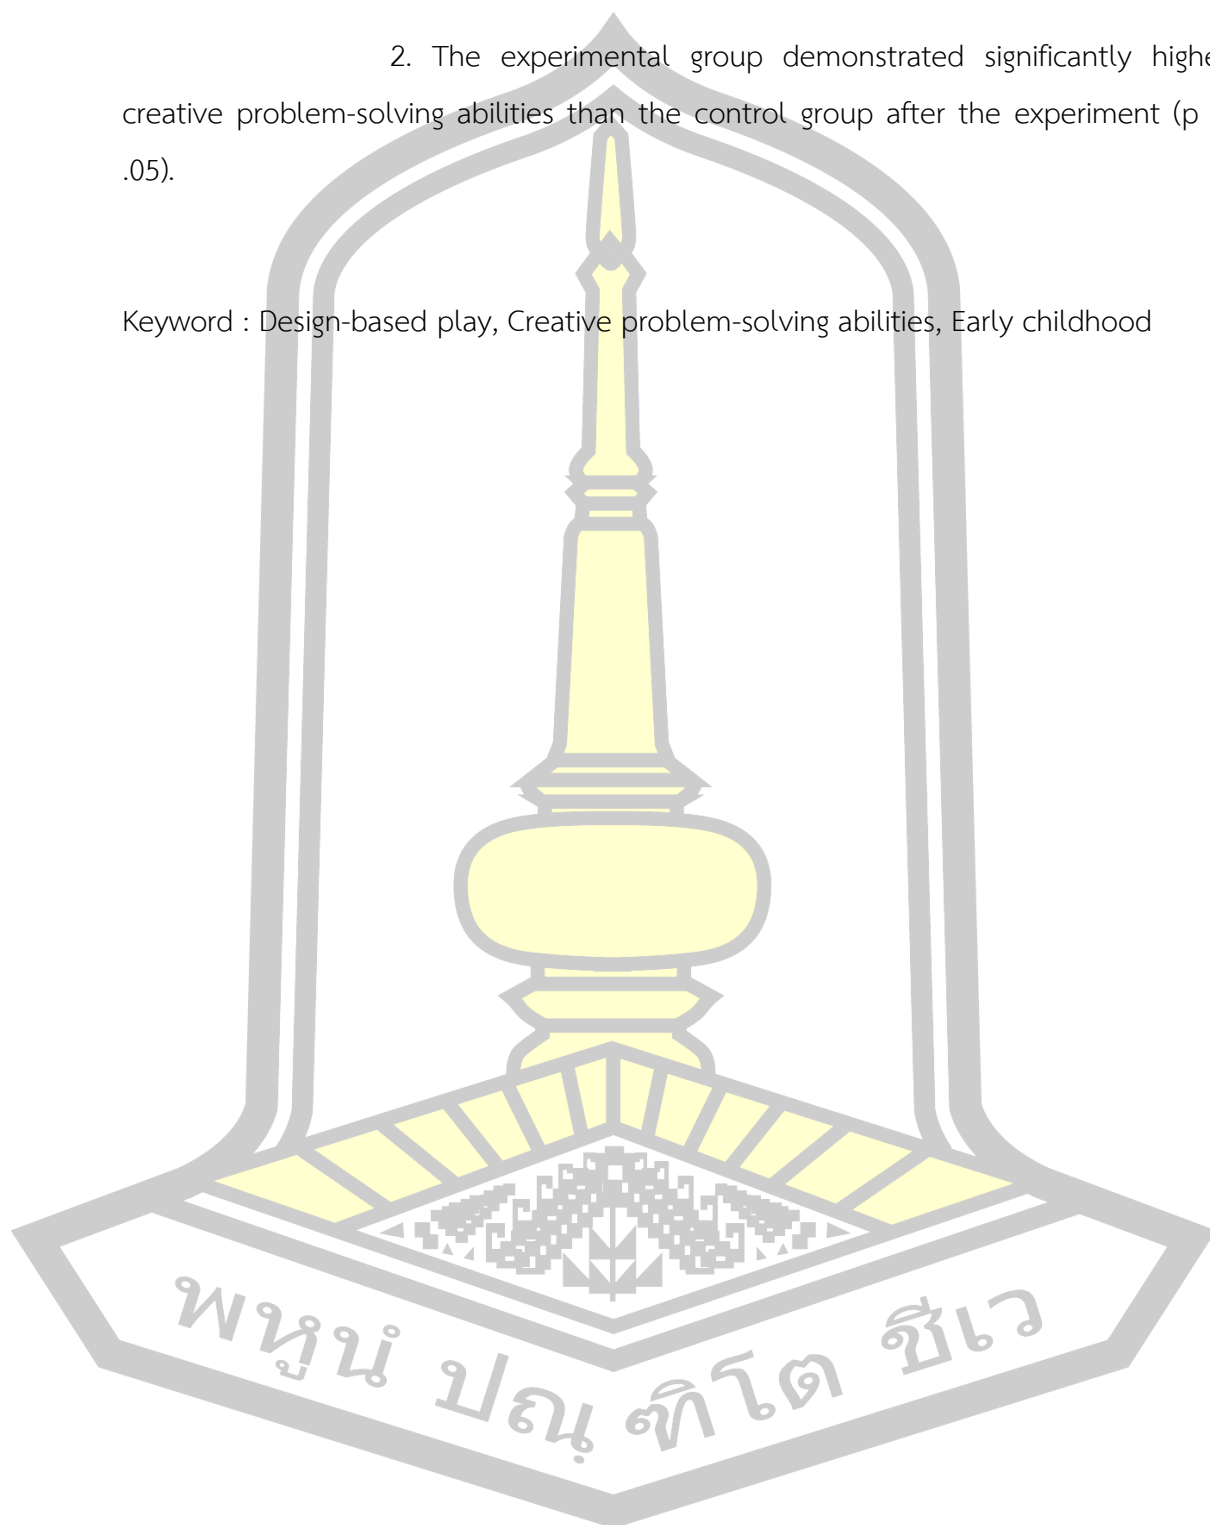 2. The experimental group demonstrated significantly highe
creative problem-solving abilities than the control group after the experiment (p
.05).
Keyword : Design-based play, Creative problem-solving abilities, Early childhood
พหูนํ ปณฺฑิโต ชีเว